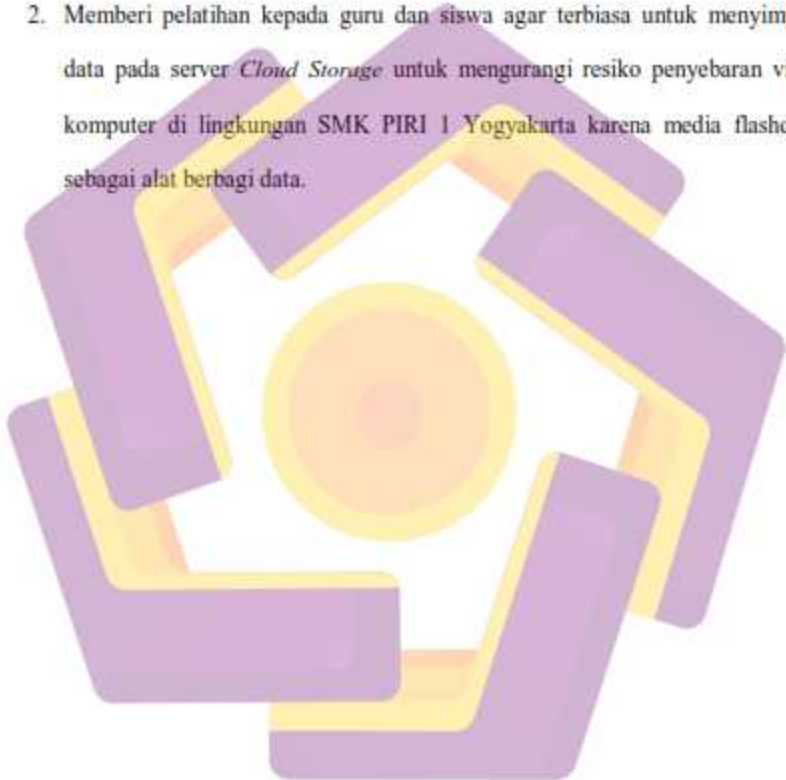 2. Memberi pelatihan kepada guru dan siswa agar terbiasa untuk menyim
data pada server Cloud Storage untuk mengurangi resiko penyebaran vi
komputer di lingkungan SMK PIRI 1 Yogyakarta karena media flashd
sebagai alat berbagi data.